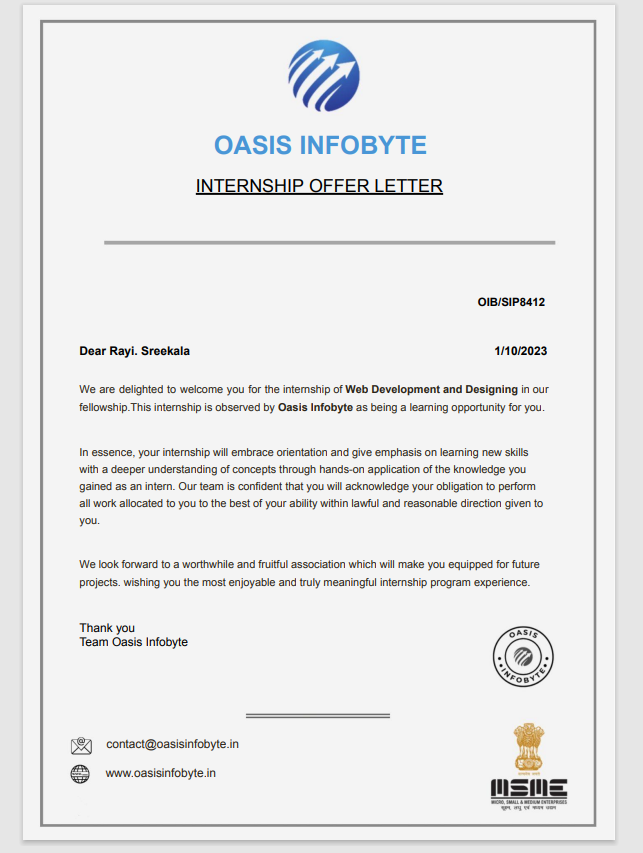 OASIS INFOBYTE
INTERNSHIP OFFER LETTER
OIB/SIP8412
Dear Rayi. Sreekala 1/10/2023
We are delighted to welcome you for the internship of Web Development and Designing in our
fellowship.This internship is observed by Oasis Infobyte as being a learning opportunity for you.
In essence, your internship will embrace orientation and give emphasis on learning new skills
with a deeper understanding of concepts through hands-on application of the knowledge you
gained as an intern. Our team is confident that you will acknowledge your obligation to perform
all work allocated to you to the best of your ability within lawful and reasonable direction given to
you.
We look forward to a worthwhile and fruitful association which will make you equipped for future
projects. wishing you the most enjoyable and truly meaningful internship program experience.
Thank you
Team Oasis Infobyte
OASIS
INFOBYTE
contact@oasisinfobyte.in
www.oasisinfobyte.in
MSME
MICRO, SMALL & MEDIUM ENTERPRISES
सूक्ष्म, लघु एवं मध्यम उद्यम